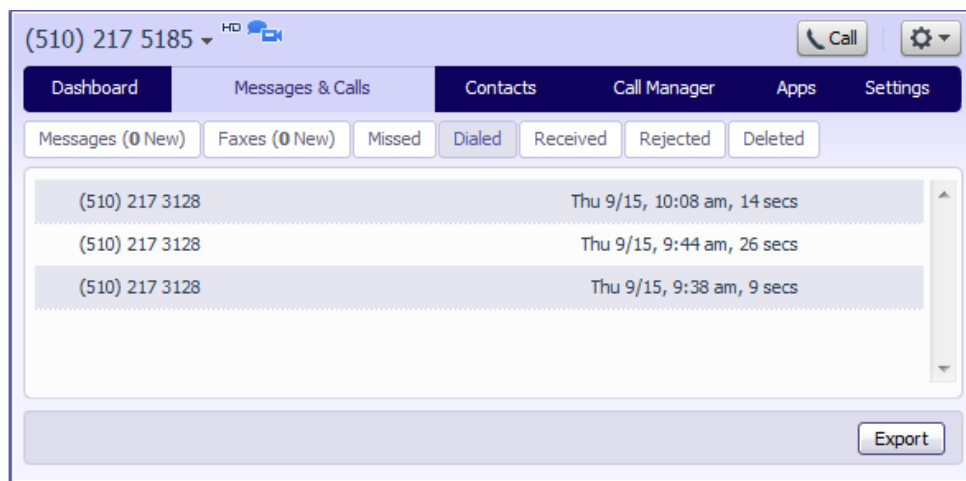 (510) 217 5185 HD
Call
Dashboard Messages & Calls Contacts Call Manager Apps Settings
Messages (0 New) Faxes (0 New) Missed Dialed Received Rejected Deleted
(510) 217 3128 Thu 9/15, 10:08 am, 14 secs
(510) 217 3128 Thu 9/15, 9:44 am, 26 secs
(510) 217 3128 Thu 9/15, 9:38 am, 9 secs
Export